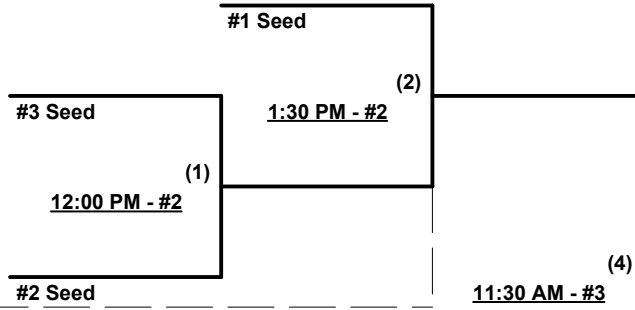 #1 Seed
(2)
#3 Seed
1:30 PM - #2
(1)
12:00 PM - #2
(4)
#2 Seed
11:30 AM - #3